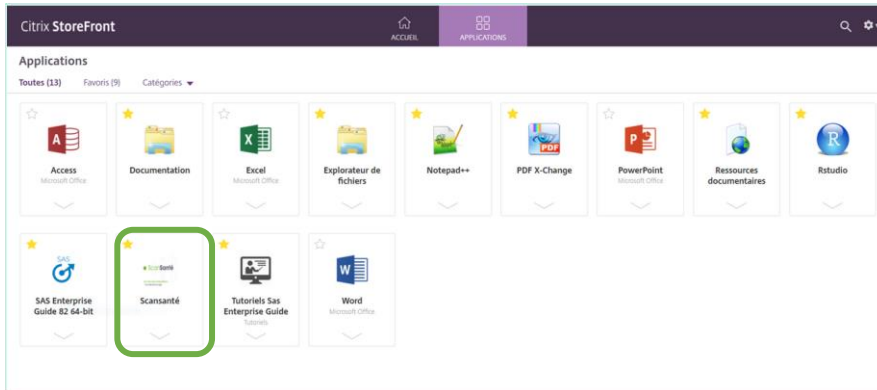 Citrix StoreFront
ACCUEIL
APPLICATIONS
Applications
Toutes (13) Favoris (9) Catégories
A
Access
Microsoft Office
Documentation
X
Excel
Microsoft Office
Explorateur de
fichiers
Notepad++
PDF
PDF X-Change
P
PowerPoint
Microsoft Office
Ressources
documentaires
R
Rstudio
SAS
SAS Enterprise
Guide 82 64-bit
ScanSanté
Scansanté
Tutoriels Sas
Enterprise Guide
Tutoriels
W
Word
Microsoft Office